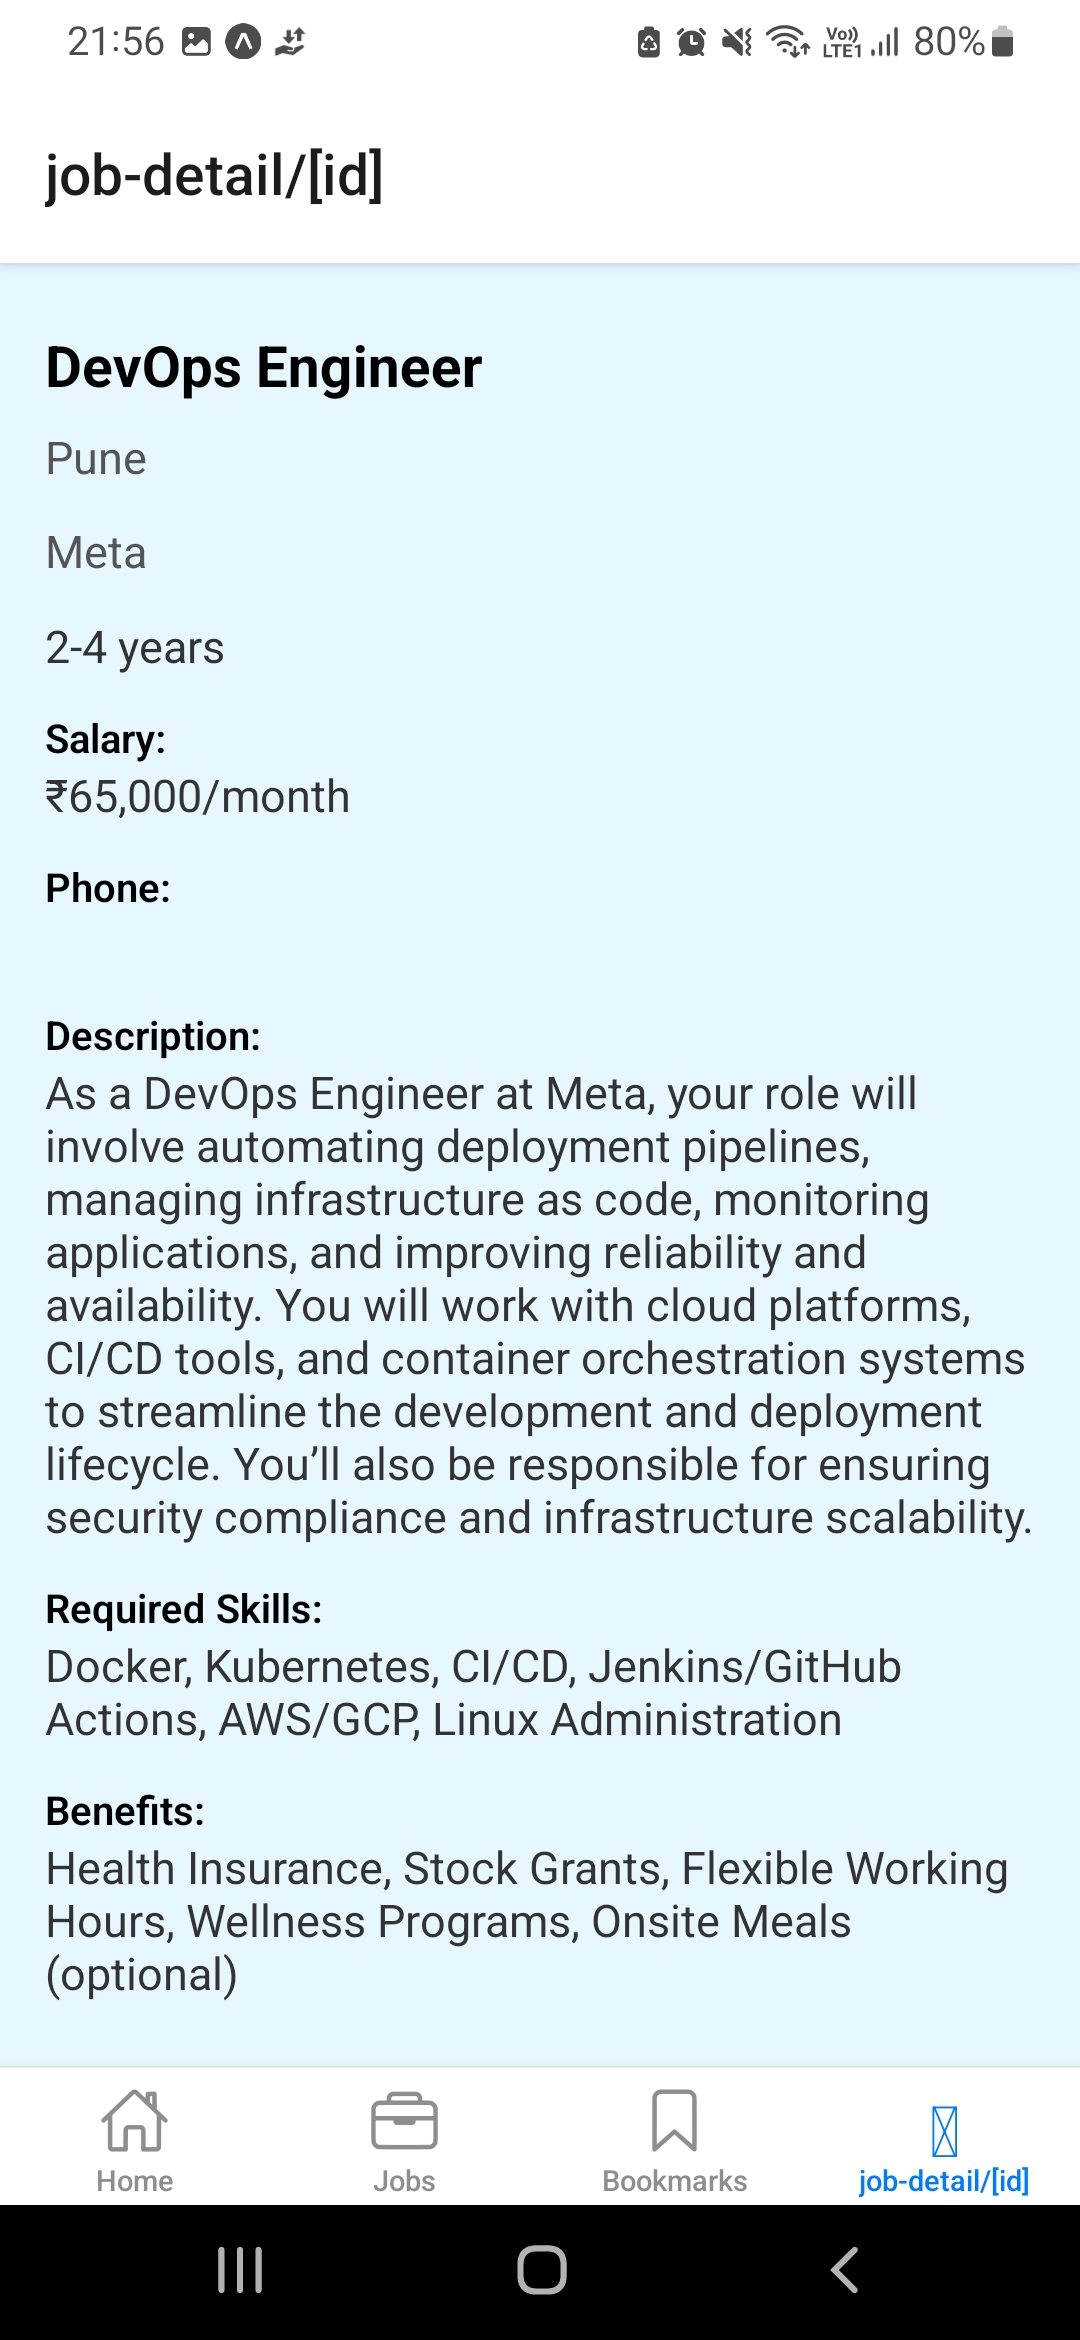 21:56
Vo)) LTE1 80%
job-detail/[id]
DevOps Engineer
Pune
Meta
2-4 years
Salary:
₹65,000/month
Phone:
Description:
As a DevOps Engineer at Meta, your role will
involve automating deployment pipelines,
managing infrastructure as code, monitoring
applications, and improving reliability and
availability. You will work with cloud platforms,
CI/CD tools, and container orchestration systems
to streamline the development and deployment
lifecycle. You’ll also be responsible for ensuring
security compliance and infrastructure scalability.
Required Skills:
Docker, Kubernetes, CI/CD, Jenkins/GitHub
Actions, AWS/GCP, Linux Administration
Benefits:
Health Insurance, Stock Grants, Flexible Working
Hours, Wellness Programs, Onsite Meals
(optional)
Home
Jobs
Bookmarks
job-detail/[id]